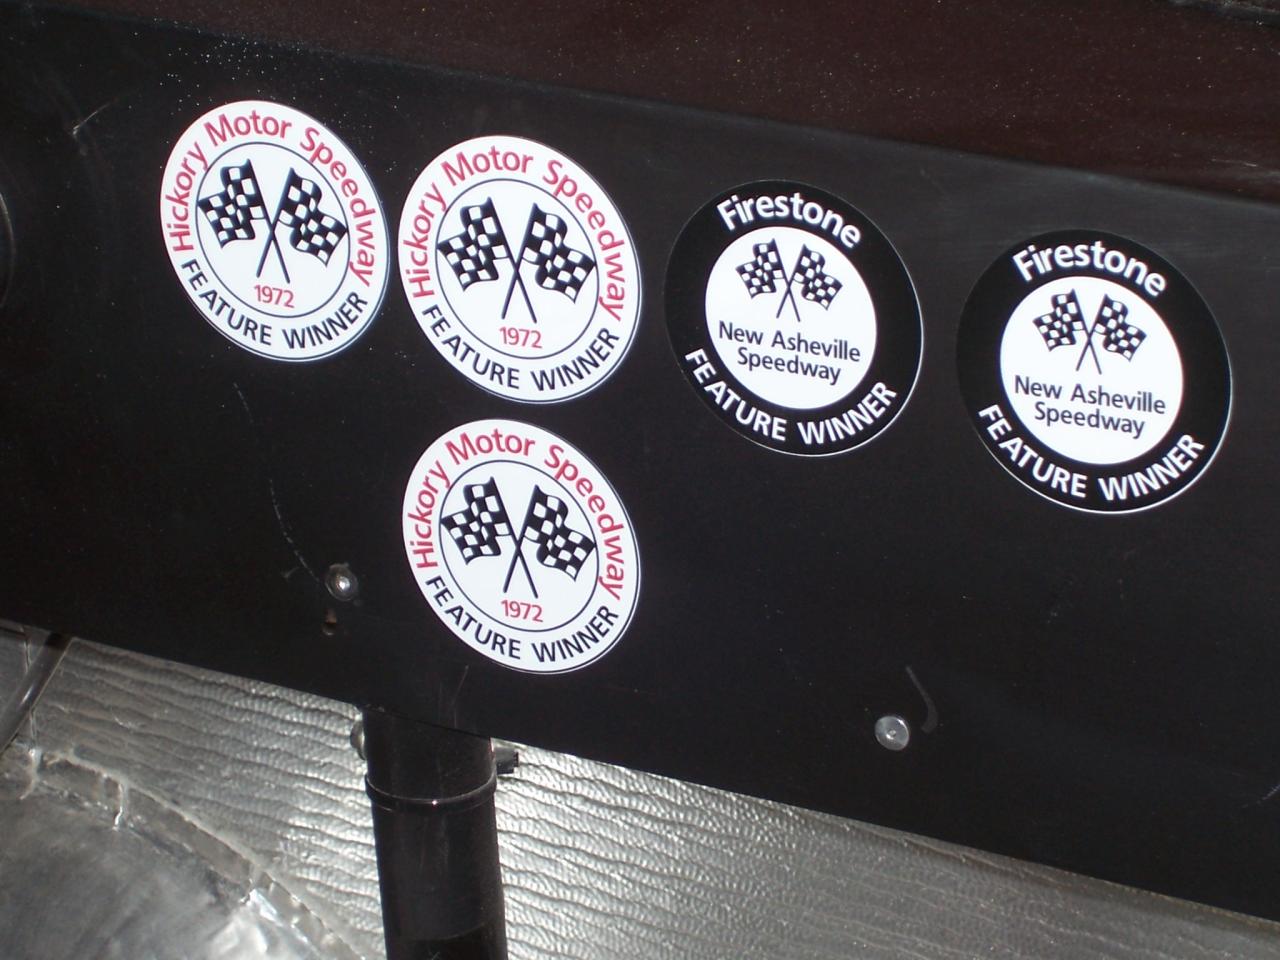 Hickory Motor Speedway
1972
FEATURE WINNER
Hickory Motor Speedway
1972
FEATURE WINNER
Firestone
New Asheville
Speedway
FEATURE WINNER
Firestone
New Asheville
Speedway
FEATURE WINNER
Hickory Motor Speedway
1972
FEATURE WINNER